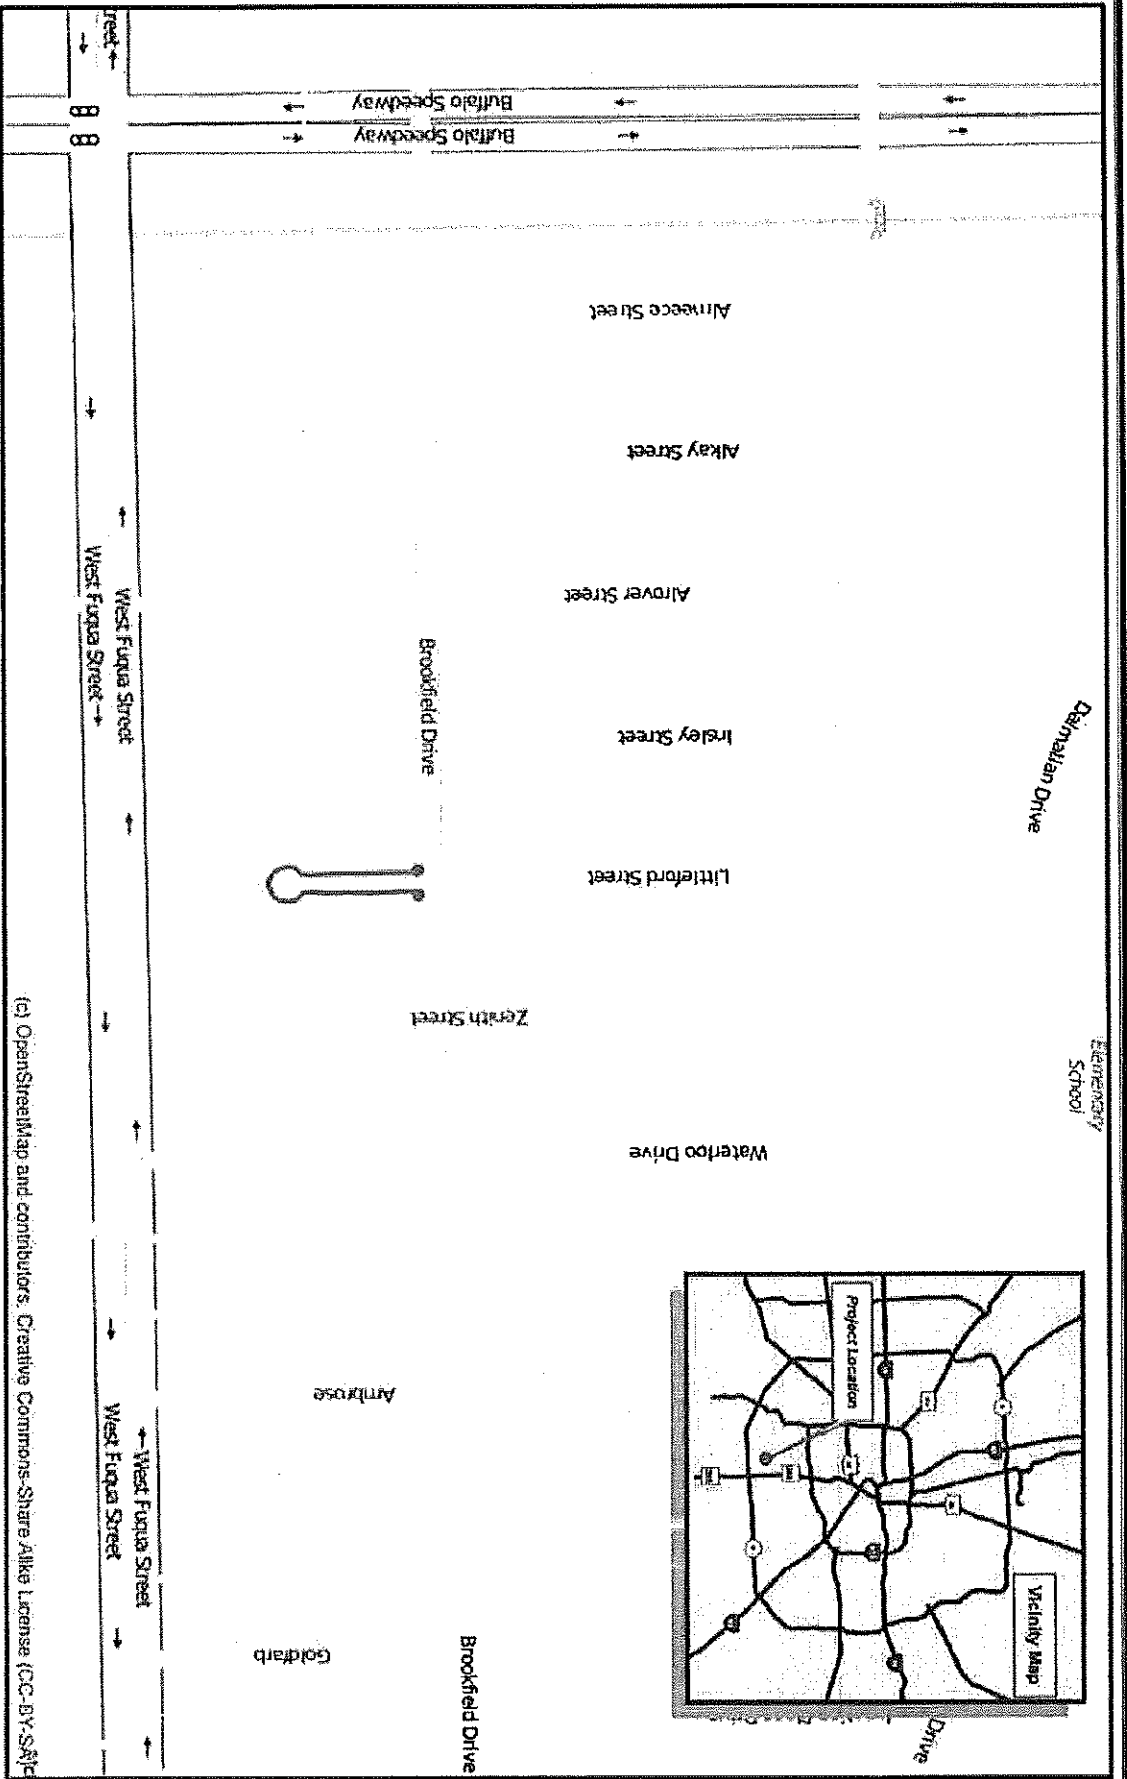 Buffalo Speedway
Buffalo Speedway
Almeece Street
Alkay Street
Alrover Street
Insley Street
Littleford Street
Zenith Street
Waterloo Drive
Ambrose
Goldfarb
Dalmatian Drive
Elementary
School
Brookfield Drive
Brookfield Drive
Drive
West Fuqua Street
West Fuqua Street →
←West Fuqua Street
West Fuqua Street
Vicinity Map
Project Location
(c) OpenStreetMap and contributors, Creative Commons-Share Alike License (CC-BY-SA)